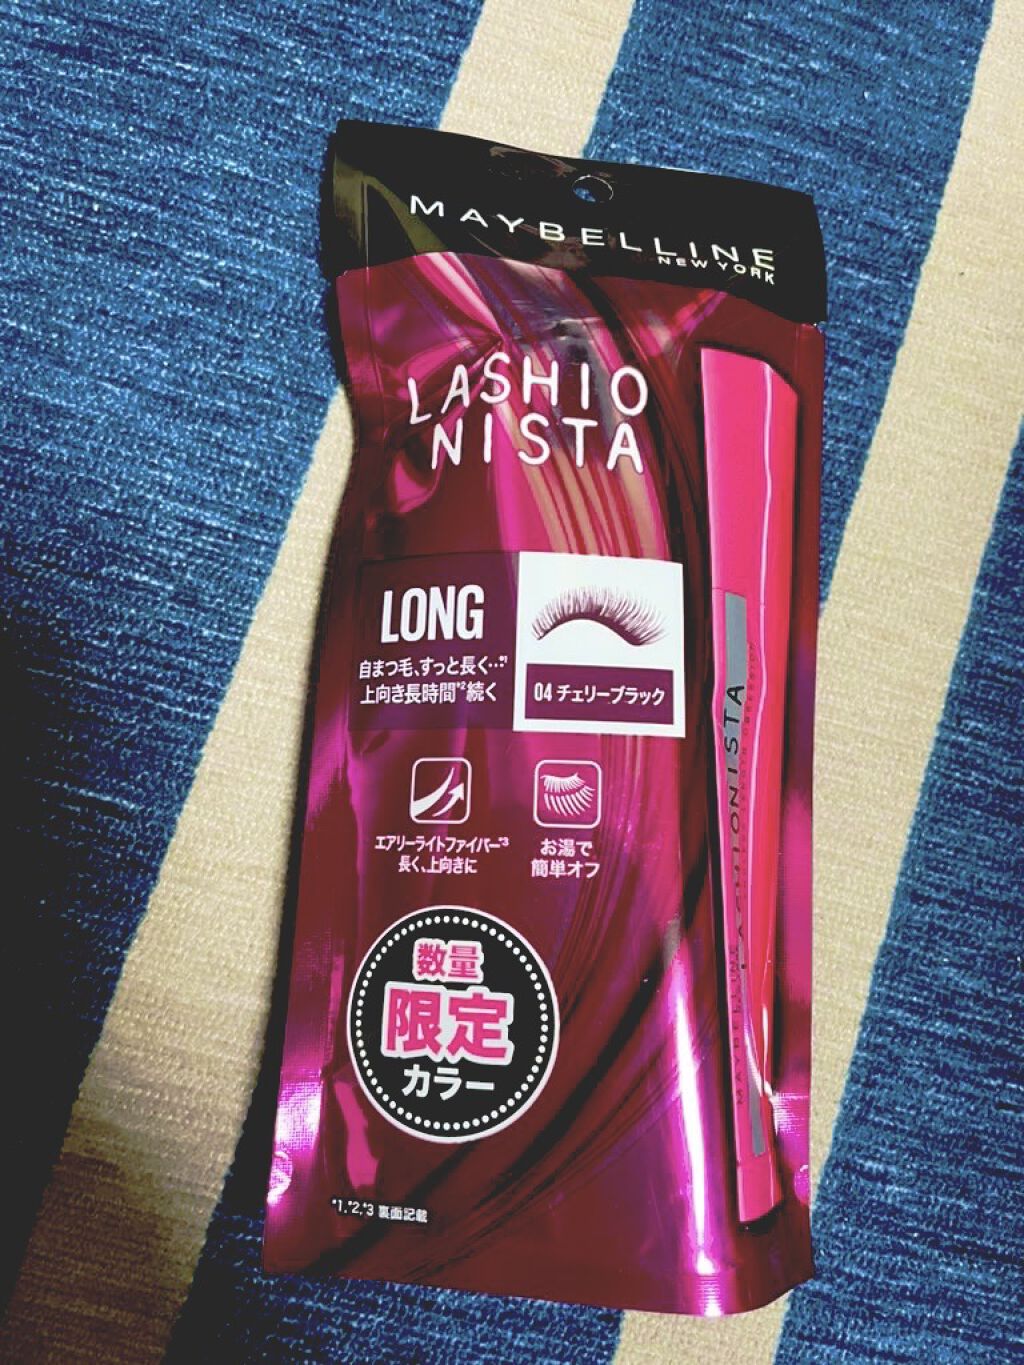 MAYBELLINE
NEW YORK
LASHIO
NISTA
LONG
自まつ毛、すっと長く…*1
上向き長時間*2続く
04 チェリーブラック
エアリーライトファイバー*3
長く、上向きに
お湯で
簡単オフ
数量
限定
カラー
*1,*2,*3 裏面記載
MAYBELLINE
LASHIONISTA